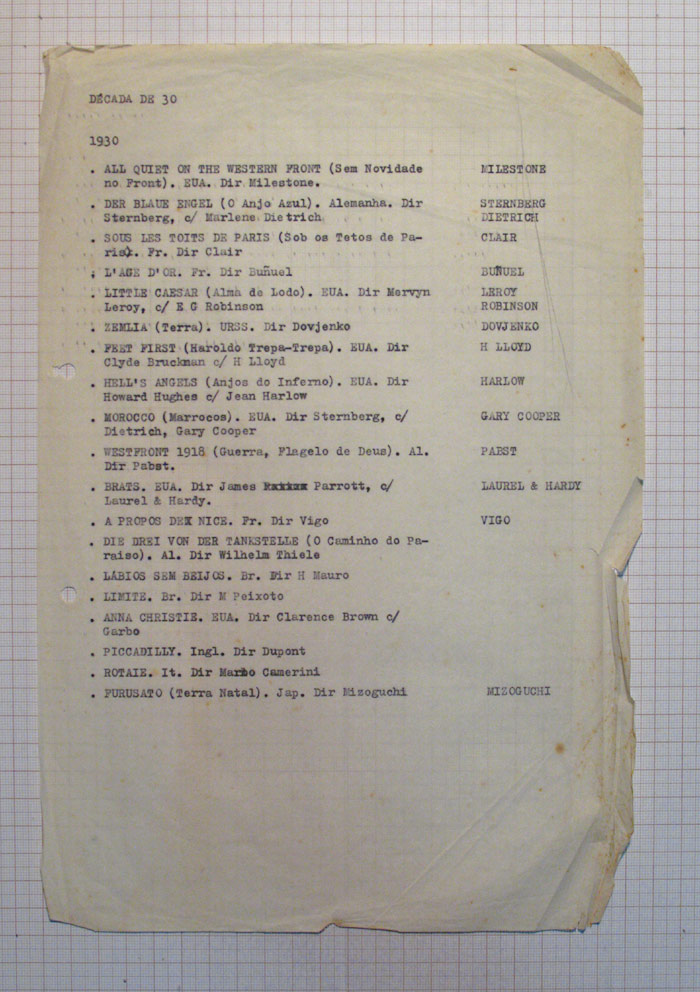 DÉCADA DE 30
1930
. ALL QUIET ON THE WESTERN FRONT (Sem Novidade MILESTONE
no Front). EUA. Dir Milestone.
. DER BLAUE ENGEL (O Anjo Azul). Alemanha. Dir STERNBERG
Sternberg, c/ Marlene Dietrich DIETRICH
. SOUS LES TOITS DE PARIS (Sob os Tetos de Pa- CLAIR
ris). Fr. Dir Clair
. L'AGE D'OR. Fr. Dir Buñuel BUÑUEL
. LITTLE CAESAR (Alma de Lodo). EUA. Dir Mervyn LEROY
Leroy, c/ E G Robinson ROBINSON
. ZEMLIA (Terra). URSS. Dir Dovjenko DOVJENKO
. FEET FIRST (Haroldo Trepa-Trepa). EUA. Dir H LLOYD
Clyde Bruckman c/ H Lloyd
. HELL'S ANGELS (Anjos do Inferno). EUA. Dir HARLOW
Howard Hughes c/ Jean Harlow
. MOROCCO (Marrocos). EUA. Dir Sternberg, c/ GARY COOPER
Dietrich, Gary Cooper
. WESTFRONT 1918 (Guerra, Flagelo de Deus). Al. PABST
Dir Pabst.
. BRATS. EUA. Dir James Parrott, c/ LAUREL & HARDY
Laurel & Hardy.
. A PROPOS DEX NICE. Fr. Dir Vigo VIGO
. DIE DREI VON DER TANKSTELLE (O Caminho do Pa-
raiso). Al. Dir Wilhelm Thiele
. LÁBIOS SEM BEIJOS. Br. Dir H Mauro
. LIMITE. Br. Dir M Peixoto
. ANNA CHRISTIE. EUA. Dir Clarence Brown c/
Garbo
. PICCADILLY. Ingl. Dir Dupont
. ROTAIE. It. Dir Mario Camerini
. FURUSATO (Terra Natal). Jap. Dir Mizoguchi MIZOGUCHI